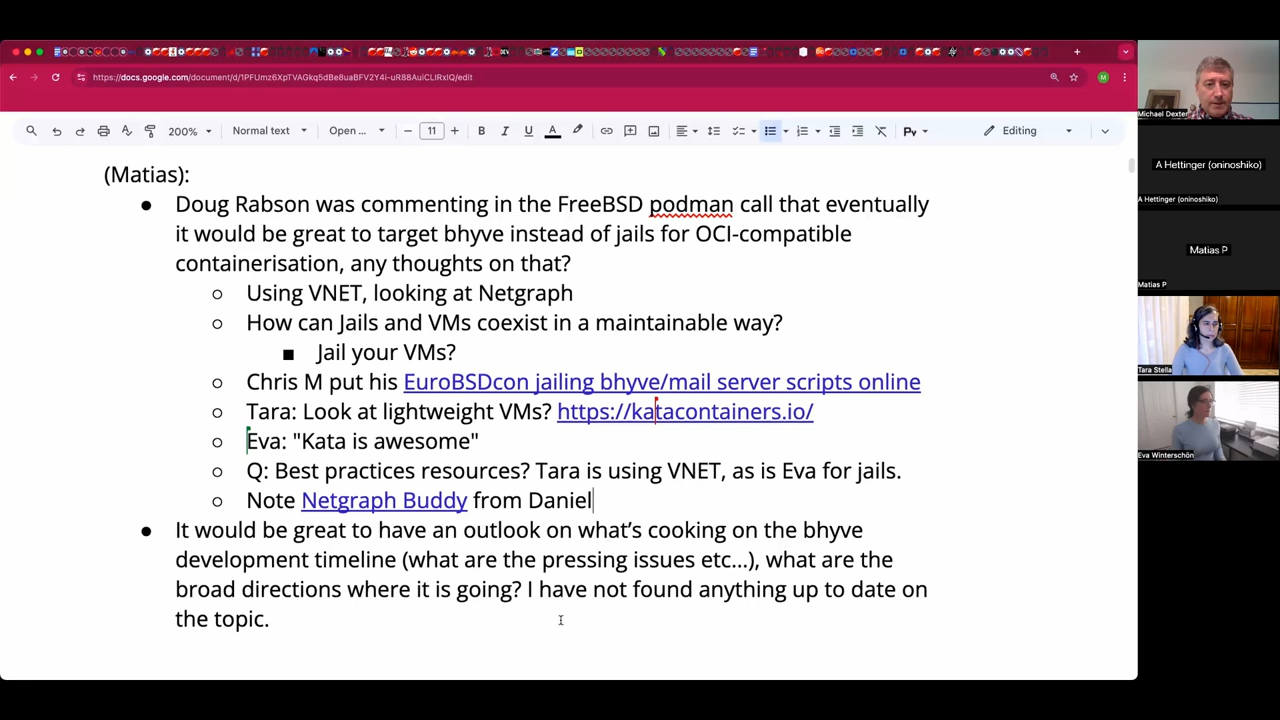 https://docs.google.com/document/d/1PFUmz6XpTVAGkq5dBe8uaBFV2Y4i-uR88AuiCLIRxIQ/edit
M
200%
Normal text
Open ...
11
B
I
U
A
Editing
(Matias):
Doug Rabson was commenting in the FreeBSD podman call that eventually
it would be great to target bhyve instead of jails for OCI-compatible
containerisation, any thoughts on that?
Using VNET, looking at Netgraph
How can Jails and VMs coexist in a maintainable way?
Jail your VMs?
Chris M put his EuroBSDcon jailing bhyve/mail server scripts online
Tara: Look at lightweight VMs? https://katacontainers.io/
Eva: "Kata is awesome"
Q: Best practices resources? Tara is using VNET, as is Eva for jails.
Note Netgraph Buddy from Daniel
It would be great to have an outlook on what's cooking on the bhyve
development timeline (what are the pressing issues etc...), what are the
broad directions where it is going? I have not found anything up to date on
the topic.
Michael Dexter
A Hettinger (oninoshiko)
A Hettinger (oninoshiko)
Matias P
Matias P
Tara Stella
Eva Winterschön